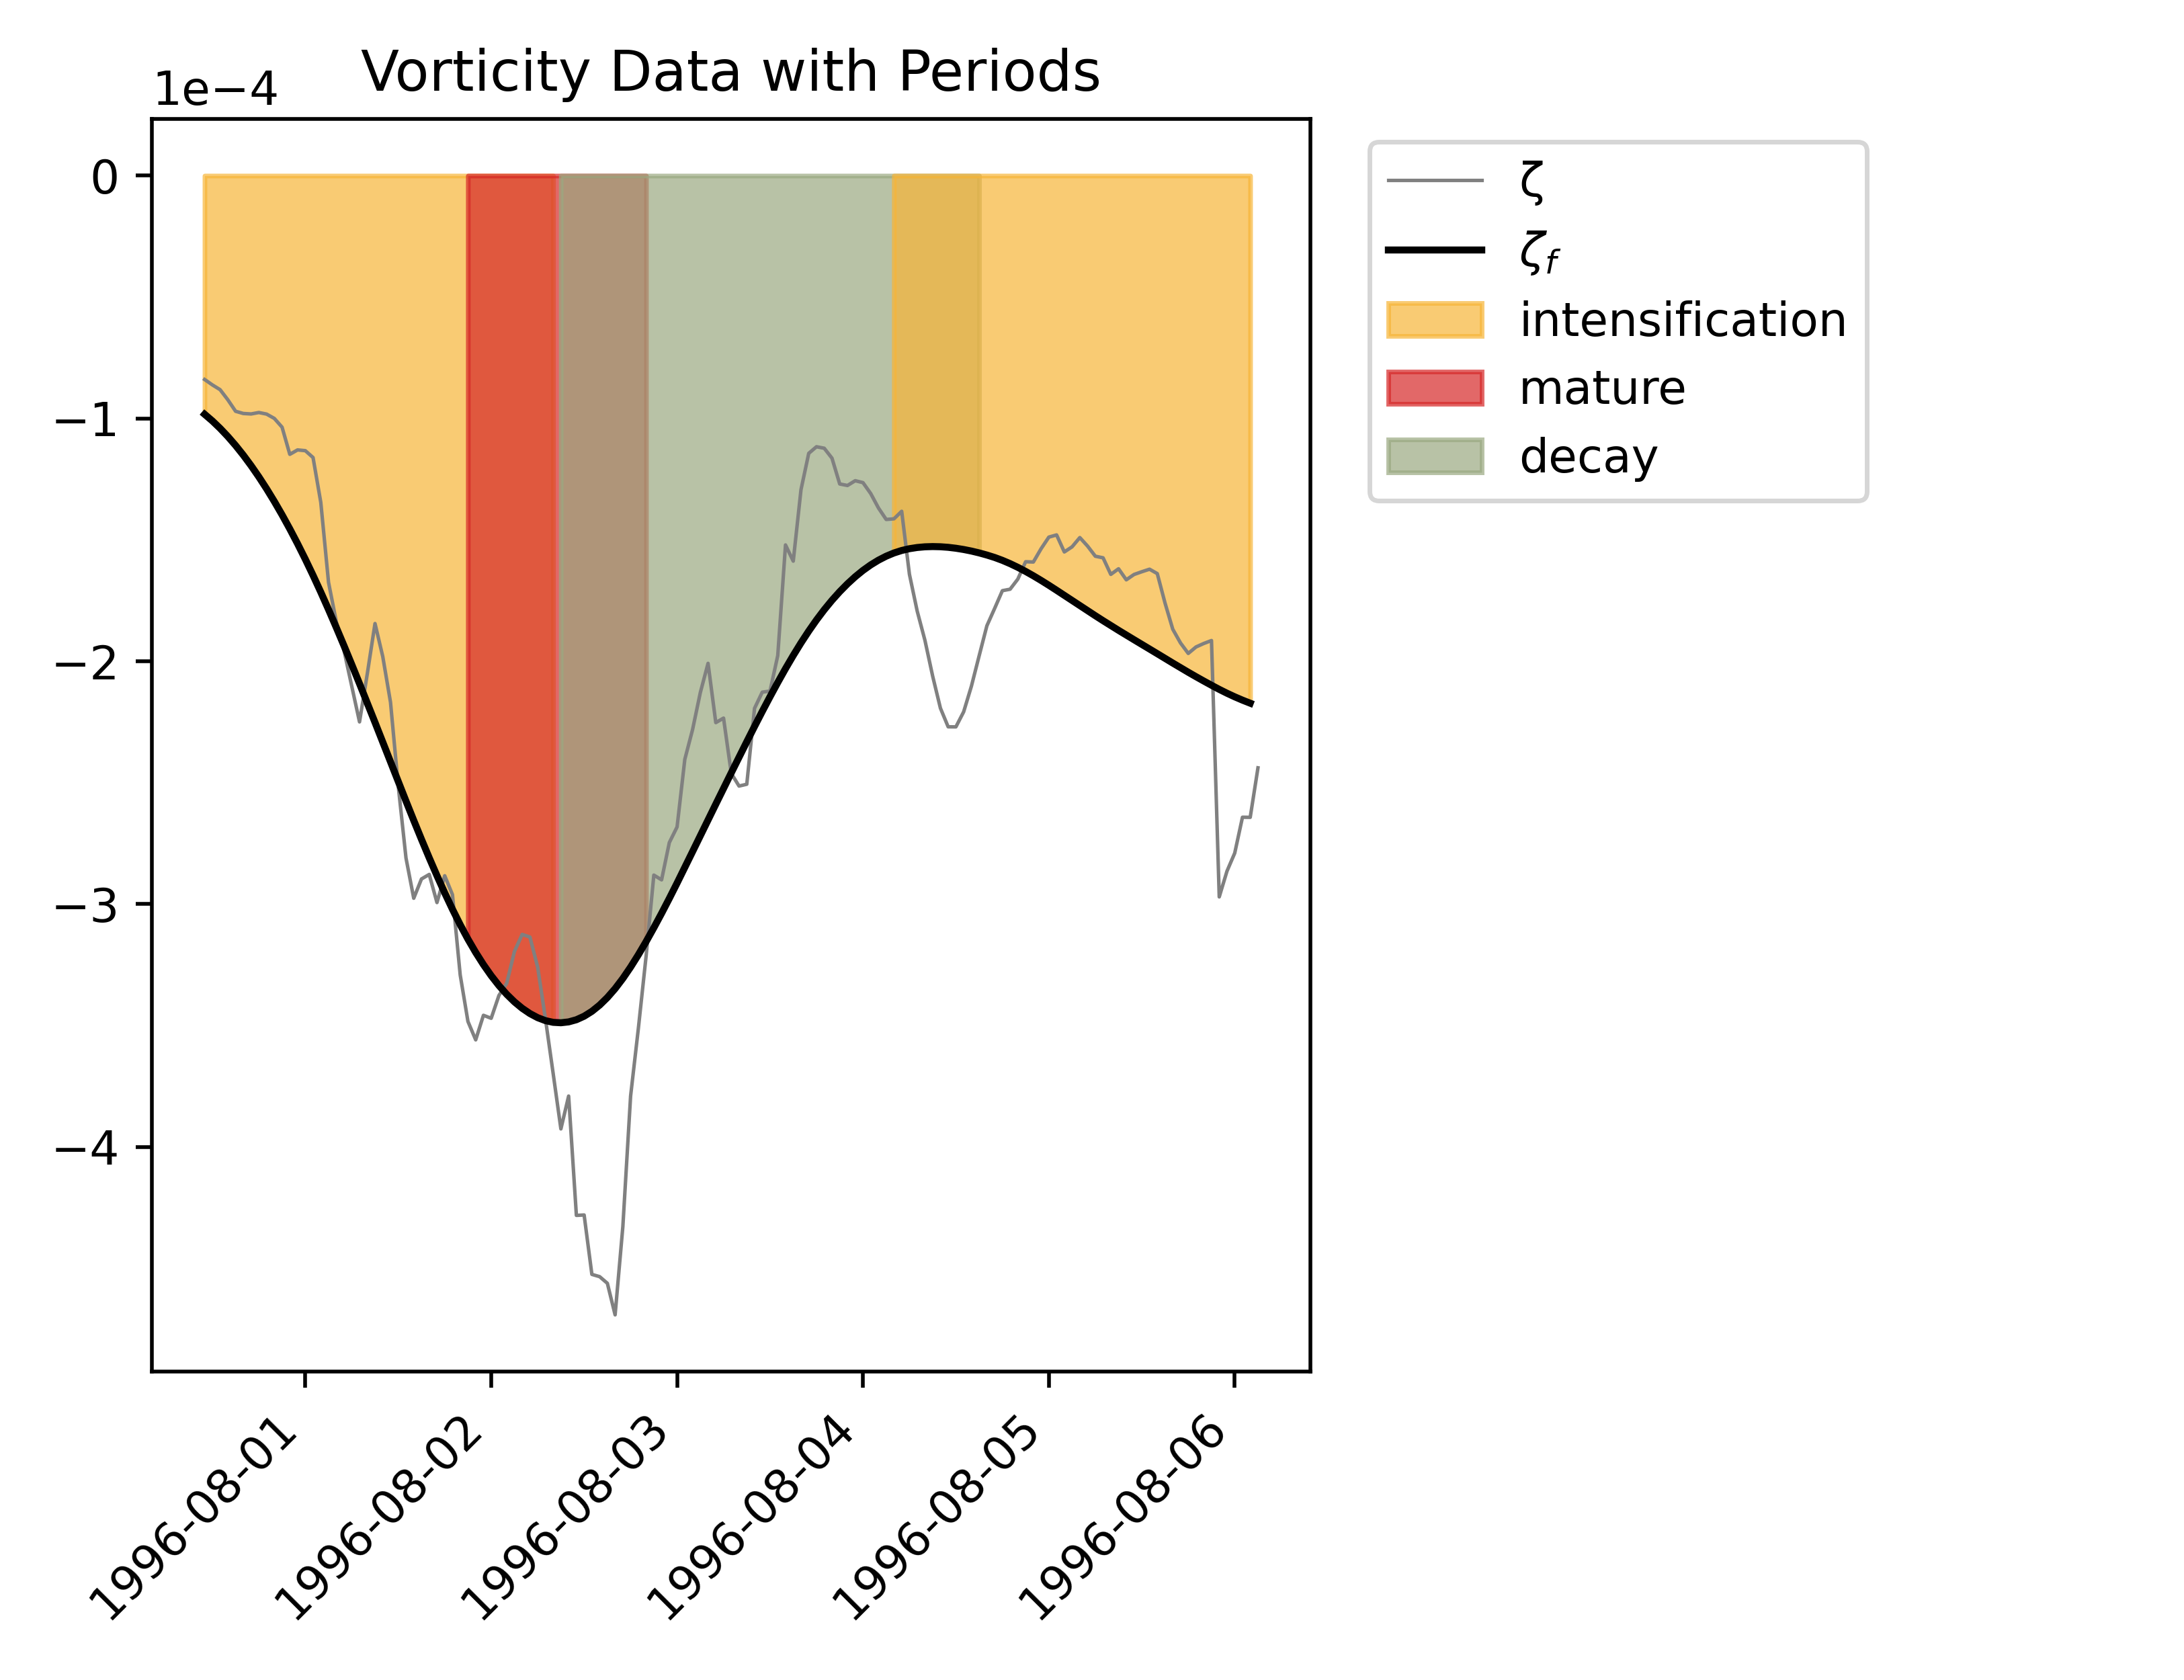 Vorticity Data with Periods
1e−4
0
−1
−2
−3
−4
1996-08-01
1996-08-02
1996-08-03
1996-08-04
1996-08-05
1996-08-06
ζ
ζf
intensification
mature
decay